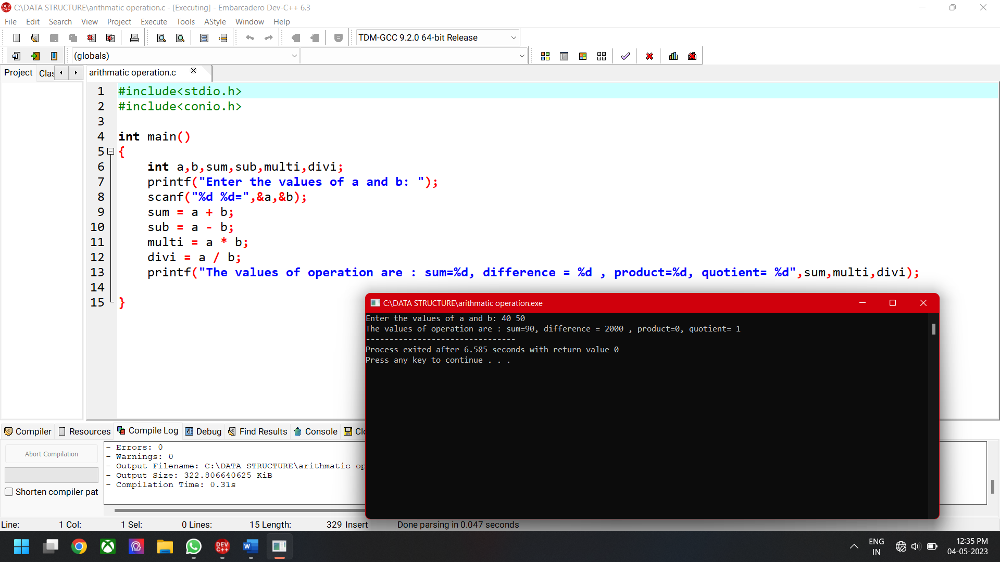 C:\DATA STRUCTURE\arithmatic operation.c - [Executing] - Embarcadero Dev-C++ 6.3
File Edit Search View Project Execute Tools AStyle Window Help
TDM-GCC 9.2.0 64-bit Release
(globals)
Project Clas arithmatic operation.c
1 #include<stdio.h>
2 #include<conio.h>
3
4 int main()
5 {
6 int a,b,sum,sub,multi,divi;
7 printf("Enter the values of a and b: ");
8 scanf("%d %d=",&a,&b);
9 sum = a + b;
10 sub = a - b;
11 multi = a * b;
12 divi = a / b;
13 printf("The values of operation are : sum=%d, difference = %d , product=%d, quotient= %d",sum,multi,divi);
14
15 }
C:\DATA STRUCTURE\arithmatic operation.exe
Enter the values of a and b: 40 50
The values of operation are : sum=90, difference = 2000 , product=0, quotient= 1
--------------------------------
Process exited after 6.585 seconds with return value 0
Press any key to continue . . .
Compiler Resources Compile Log Debug Find Results Console Clo
Abort Compilation
Shorten compiler pat
- Errors: 0
- Warnings: 0
- Output Filename: C:\DATA STRUCTURE\arithmatic op
- Output Size: 322.806640625 KiB
- Compilation Time: 0.31s
Line: 1 Col: 1 Sel: 0 Lines: 15 Length: 329 Insert Done parsing in 0.047 seconds
DEV C++
ENG
IN
12:35 PM
04-05-2023